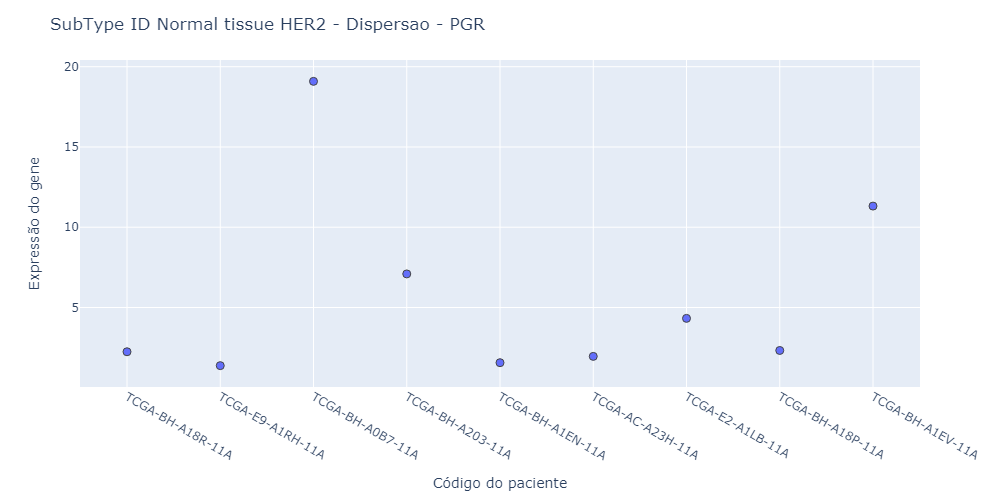 SubType ID Normal tissue HER2 - Dispersao - PGR
Expressão do gene
20
15
10
5
TCGA-BH-A18R-11A
TCGA-E9-A1RH-11A
TCGA-BH-A0B7-11A
TCGA-BH-A203-11A
TCGA-BH-A1EN-11A
TCGA-AC-A23H-11A
TCGA-E2-A1LB-11A
TCGA-BH-A18P-11A
TCGA-BH-A1EV-11A
Código do paciente